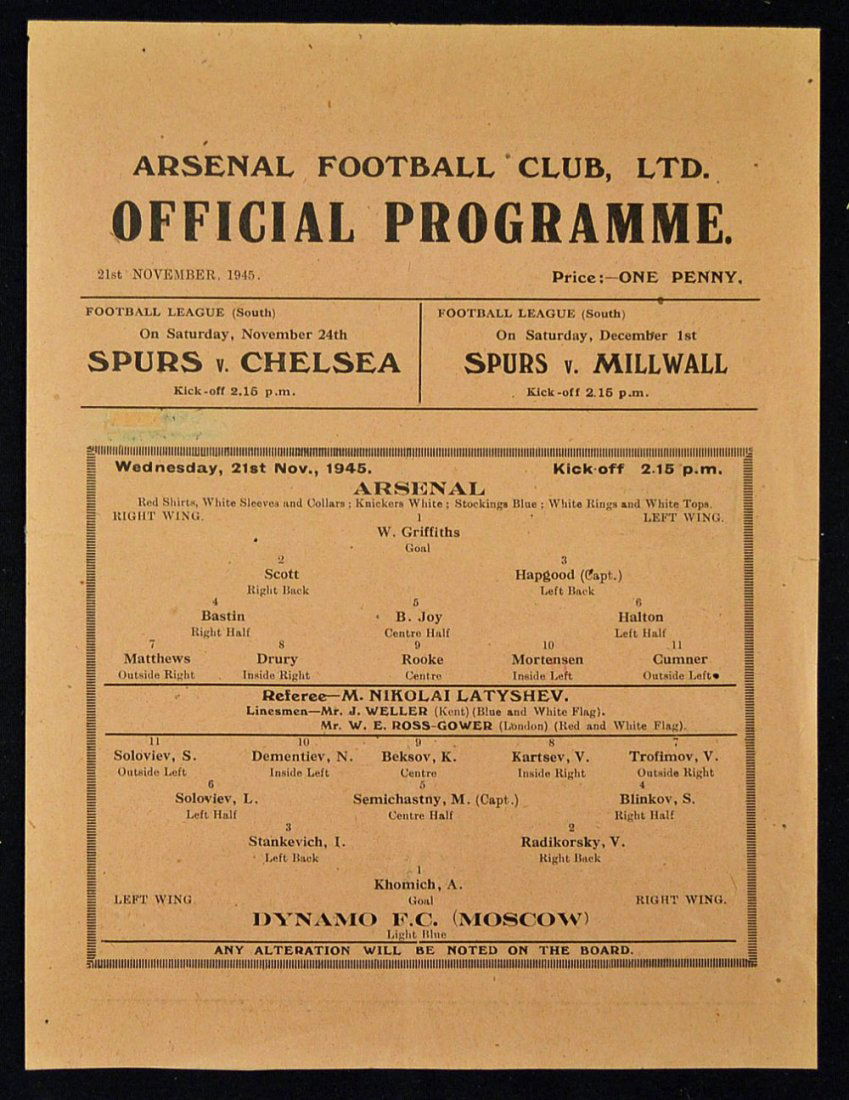 ARSENAL FOOTBALL CLUB, LTD.
OFFICIAL PROGRAMME.
21st NOVEMBER, 1945.
Price:—ONE PENNY.
FOOTBALL LEAGUE (South)
On Saturday, November 24th
SPURS v. CHELSEA
Kick-off 2.15 p.m.
FOOTBALL LEAGUE (South)
On Saturday, December 1st
SPURS v. MILLWALL
Kick-off 2.15 p.m.
Wednesday, 21st Nov., 1945. Kick-off 2.15 p.m.
ARSENAL
Red Shirts, White Sleeves and Collars; Knickers White; Stockings Blue; White Rings and White Tops.
RIGHT WING. 1 LEFT WING.
W. Griffiths
Goal
2 3
Scott Hapgood (Capt.)
Right Back Left Back
4 5 6
Bastin B. Joy Halton
Right Half Centre Half Left Half
7 8 9 10 11
Matthews Drury Rooke Mortensen Cumner
Outside Right Inside Right Centre Inside Left Outside Left
Referee—M. NIKOLAI LATYSHEV.
Linesmen—Mr. J. WELLER (Kent) (Blue and White Flag).
Mr. W. E. ROSS-GOWER (London) (Red and White Flag).
11 10 9 8 7
Soloviev, S. Dementiev, N. Beksov, K. Kartsev, V. Trofimov, V.
Outside Left Inside Left Centre Inside Right Outside Right
6 5 4
Soloviev, L. Semichastny, M. (Capt.) Blinkov, S.
Left Half Centre Half Right Half
3 2
Stankevich, I. Radikorsky, V.
Left Back Right Back
1
Khomich, A.
LEFT WING Goal RIGHT WING.
DYNAMO F.C. (MOSCOW)
Light Blue
ANY ALTERATION WILL BE NOTED ON THE BOARD.